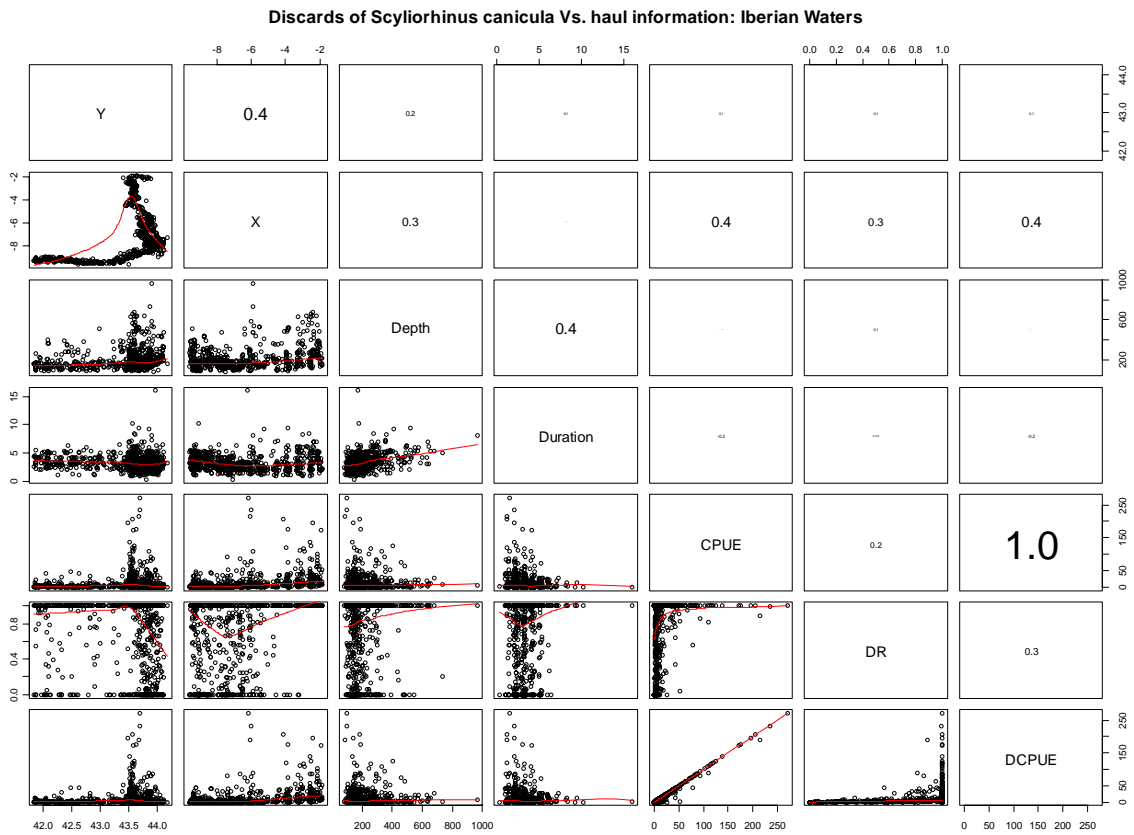 Discards of Scyliorhinus canicula Vs. haul information: Iberian Waters
-8 -6 -4 -2 0 5 10 15 0.0 0.2 0.4 0.6 0.8 1.0 0 50 100 150 200 250
Y 0.4 0.2
42.0 43.0 44.0
-8 -6 -4 -2
X 0.3 0.4 0.3 0.4
Depth 0.4
200 600 1000
0 5 10 15
Duration -0.2 -0.2
CPUE 0.2 1.0
0 50 150 250
0.0 0.4 0.8
DR 0.3
DCPUE
0 50 150 250
42.0 42.5 43.0 43.5 44.0 200 400 600 800 1000 0 50 100 150 200 250 0 50 100 150 200 250